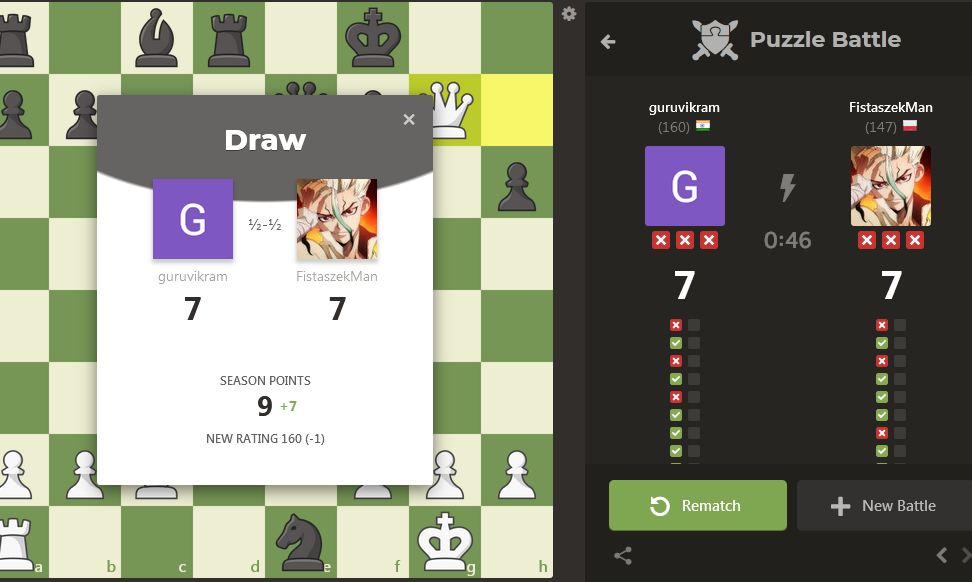 Puzzle Battle
guruvikram
(160)
FistaszekMan
(147)
G
0:46
7
7
Draw
G
½-½
guruvikram
FistaszekMan
7
7
SEASON POINTS
9 +7
NEW RATING 160 (-1)
Rematch
New Battle
a b c d e f g h